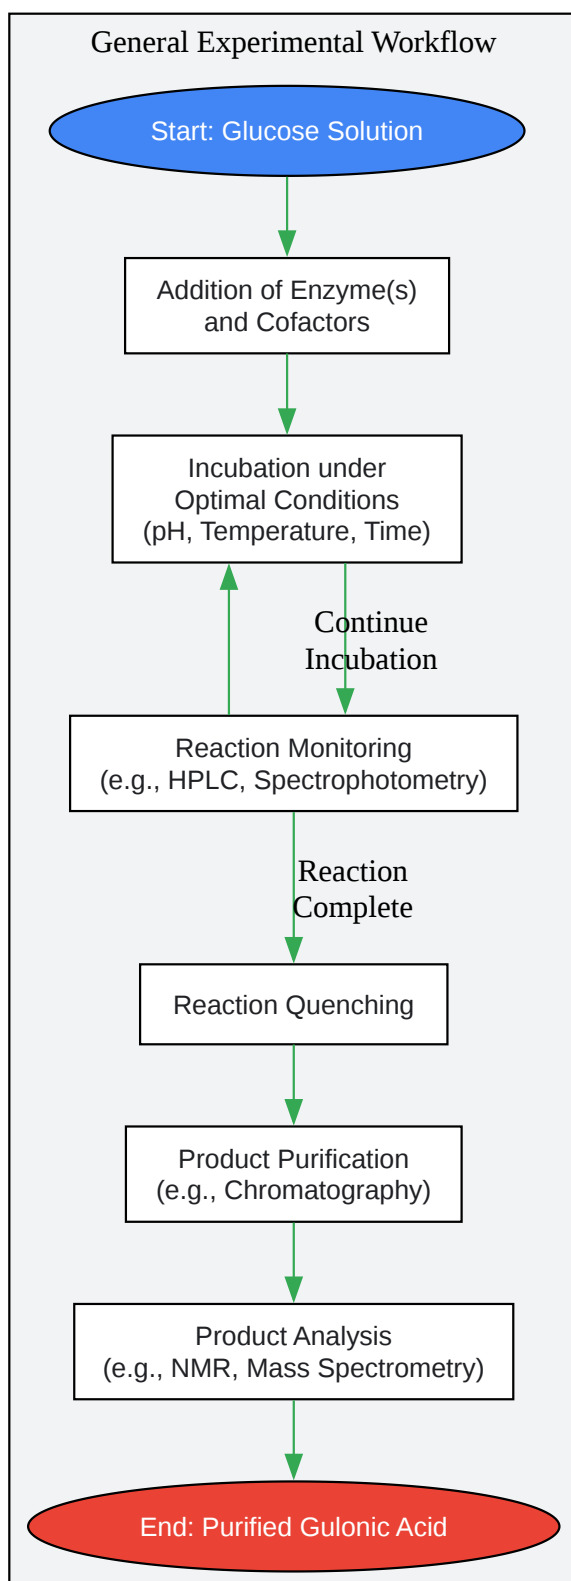 General Experimental Workflow
Start: Glucose Solution
Addition of Enzyme(s)
and Cofactors
Incubation under
Optimal Conditions
(pH, Temperature, Time)
Continue
Incubation
Reaction Monitoring
(e.g., HPLC, Spectrophotometry)
Reaction
Complete
Reaction Quenching
Product Purification
(e.g., Chromatography)
Product Analysis
(e.g., NMR, Mass Spectrometry)
End: Purified Gulonic Acid